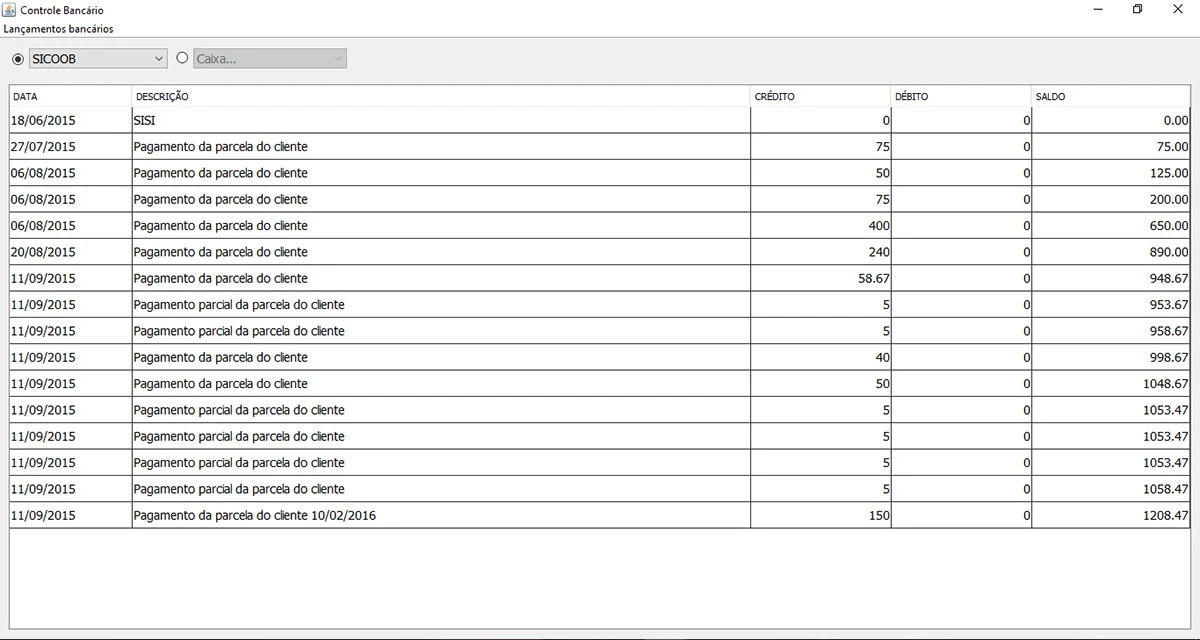 Controle Bancário
Lançamentos bancários
SICOOB Caixa...
DATA DESCRIÇÃO CRÉDITO DÉBITO SALDO
18/06/2015 SISI 0 0 0.00
27/07/2015 Pagamento da parcela do cliente 75 0 75.00
06/08/2015 Pagamento da parcela do cliente 50 0 125.00
06/08/2015 Pagamento da parcela do cliente 75 0 200.00
06/08/2015 Pagamento da parcela do cliente 400 0 650.00
20/08/2015 Pagamento da parcela do cliente 240 0 890.00
11/09/2015 Pagamento da parcela do cliente 58.67 0 948.67
11/09/2015 Pagamento parcial da parcela do cliente 5 0 953.67
11/09/2015 Pagamento parcial da parcela do cliente 5 0 958.67
11/09/2015 Pagamento da parcela do cliente 40 0 998.67
11/09/2015 Pagamento da parcela do cliente 50 0 1048.67
11/09/2015 Pagamento parcial da parcela do cliente 5 0 1053.47
11/09/2015 Pagamento parcial da parcela do cliente 5 0 1053.47
11/09/2015 Pagamento parcial da parcela do cliente 5 0 1053.47
11/09/2015 Pagamento parcial da parcela do cliente 5 0 1058.47
11/09/2015 Pagamento da parcela do cliente 10/02/2016 150 0 1208.47